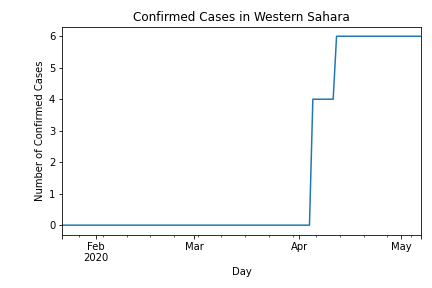 Confirmed Cases in Western Sahara
Number of Confirmed Cases
6
5
4
3
2
1
0
Feb
2020
Mar
Apr
May
Day